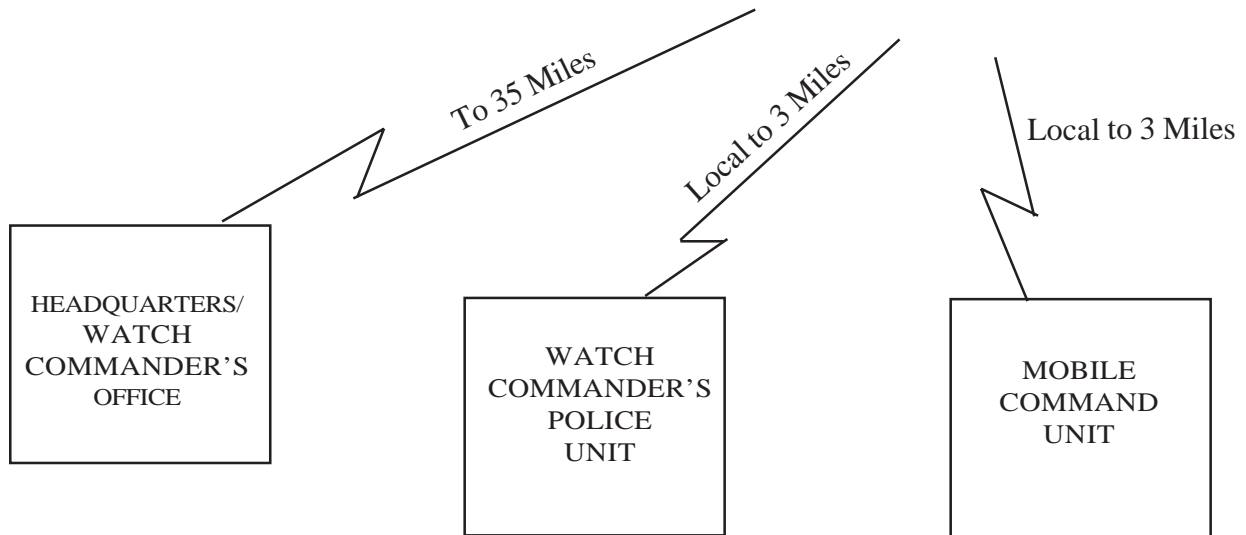 To 35 Miles
Local to 3 Miles
Local to 3 Miles
HEADQUARTERS/
WATCH
COMMANDER’S
OFFICE
WATCH
COMMANDER’S
POLICE
UNIT
MOBILE
COMMAND
UNIT